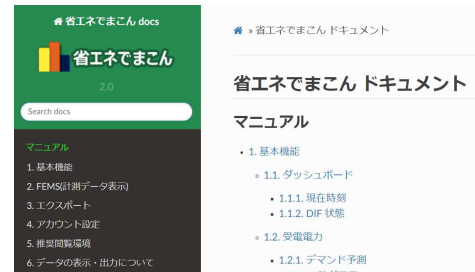 省エネでまこん docs
省エネでまこん
2.0
Search docs
マニュアル
1. 基本機能
2. FEMS(計測データ表示)
3. エクスポート
4. アカウント設定
5. 推奨閲覧環境
6. データの表示・出力について
» 省エネでまこん ドキュメント
省エネでまこん ドキュメント
マニュアル
1. 基本機能
1.1. ダッシュボード
1.1.1. 現在時刻
1.1.2. DIF 状態
1.2. 受電電力
1.2.1. デマンド予測